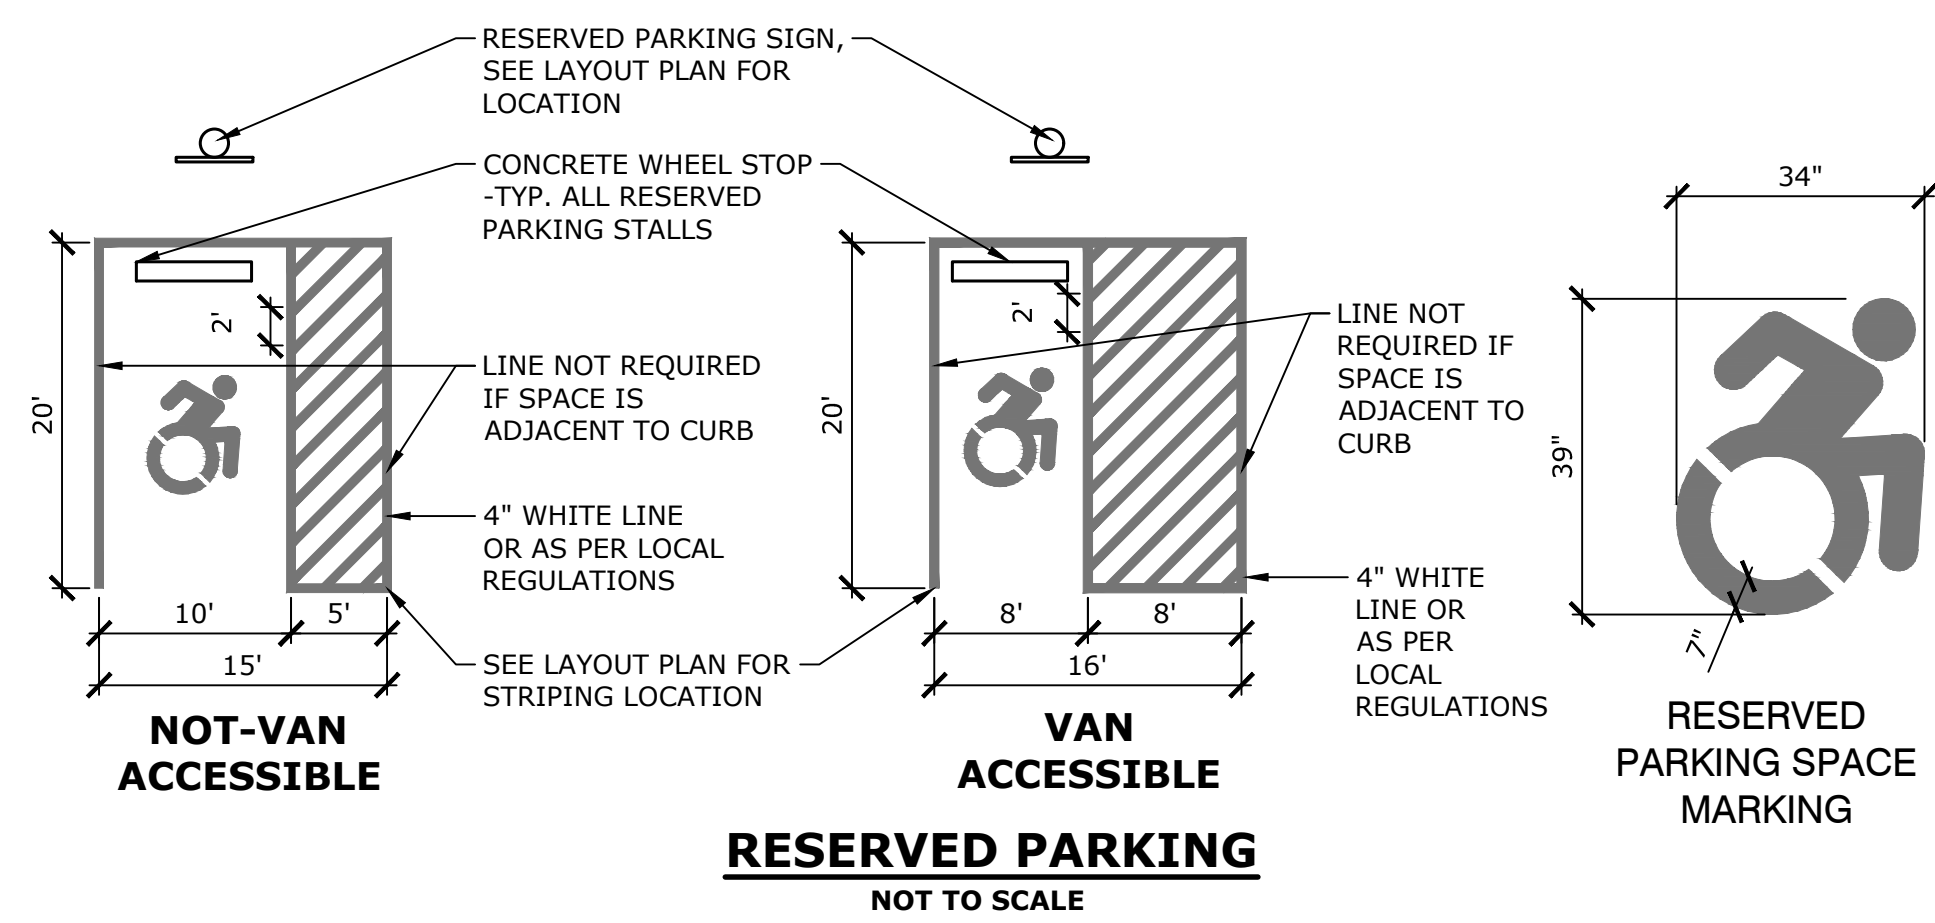 RESERVED PARKING SIGN,
SEE LAYOUT PLAN FOR
LOCATION
CONCRETE WHEEL STOP
-TYP. ALL RESERVED
PARKING STALLS
2'
20'
LINE NOT REQUIRED
IF SPACE IS
ADJACENT TO CURB
4" WHITE LINE
OR AS PER LOCAL
REGULATIONS
10'
5'
15'
SEE LAYOUT PLAN FOR
STRIPING LOCATION
NOT-VAN
ACCESSIBLE
2'
20'
LINE NOT
REQUIRED IF
SPACE IS
ADJACENT TO
CURB
4" WHITE
LINE OR
AS PER
LOCAL
REGULATIONS
8'
8'
16'
VAN
ACCESSIBLE
34"
39"
7"
RESERVED
PARKING SPACE
MARKING
RESERVED PARKING
NOT TO SCALE